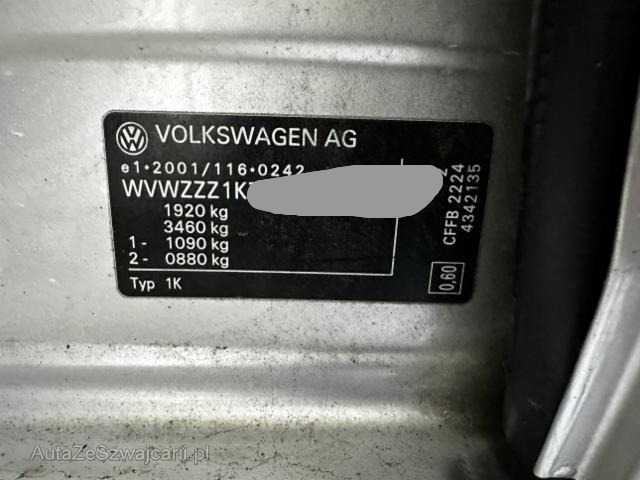 VOLKSWAGEN AG
e1*2001/116*0242
WVWZZZ1K
1920 kg
3460 kg
1 - 1090 kg
2 - 0880 kg
Typ 1K
CFFB 2224
4342135
0,60
AutaZeSzwajcarii.pl